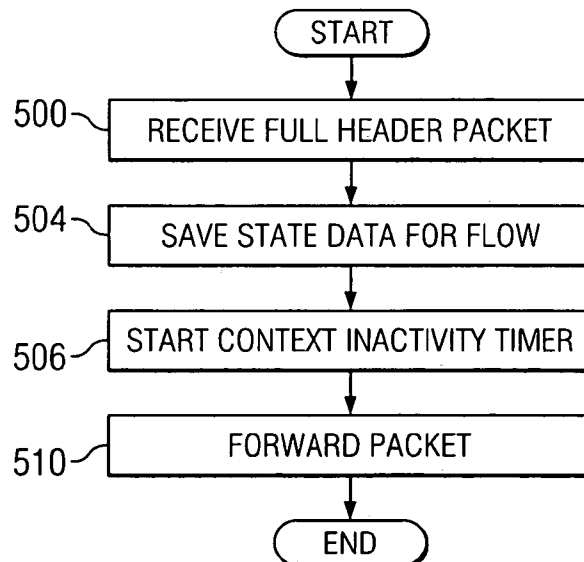 START
500
RECEIVE FULL HEADER PACKET
504
SAVE STATE DATA FOR FLOW
506
START CONTEXT INACTIVITY TIMER
510
FORWARD PACKET
END